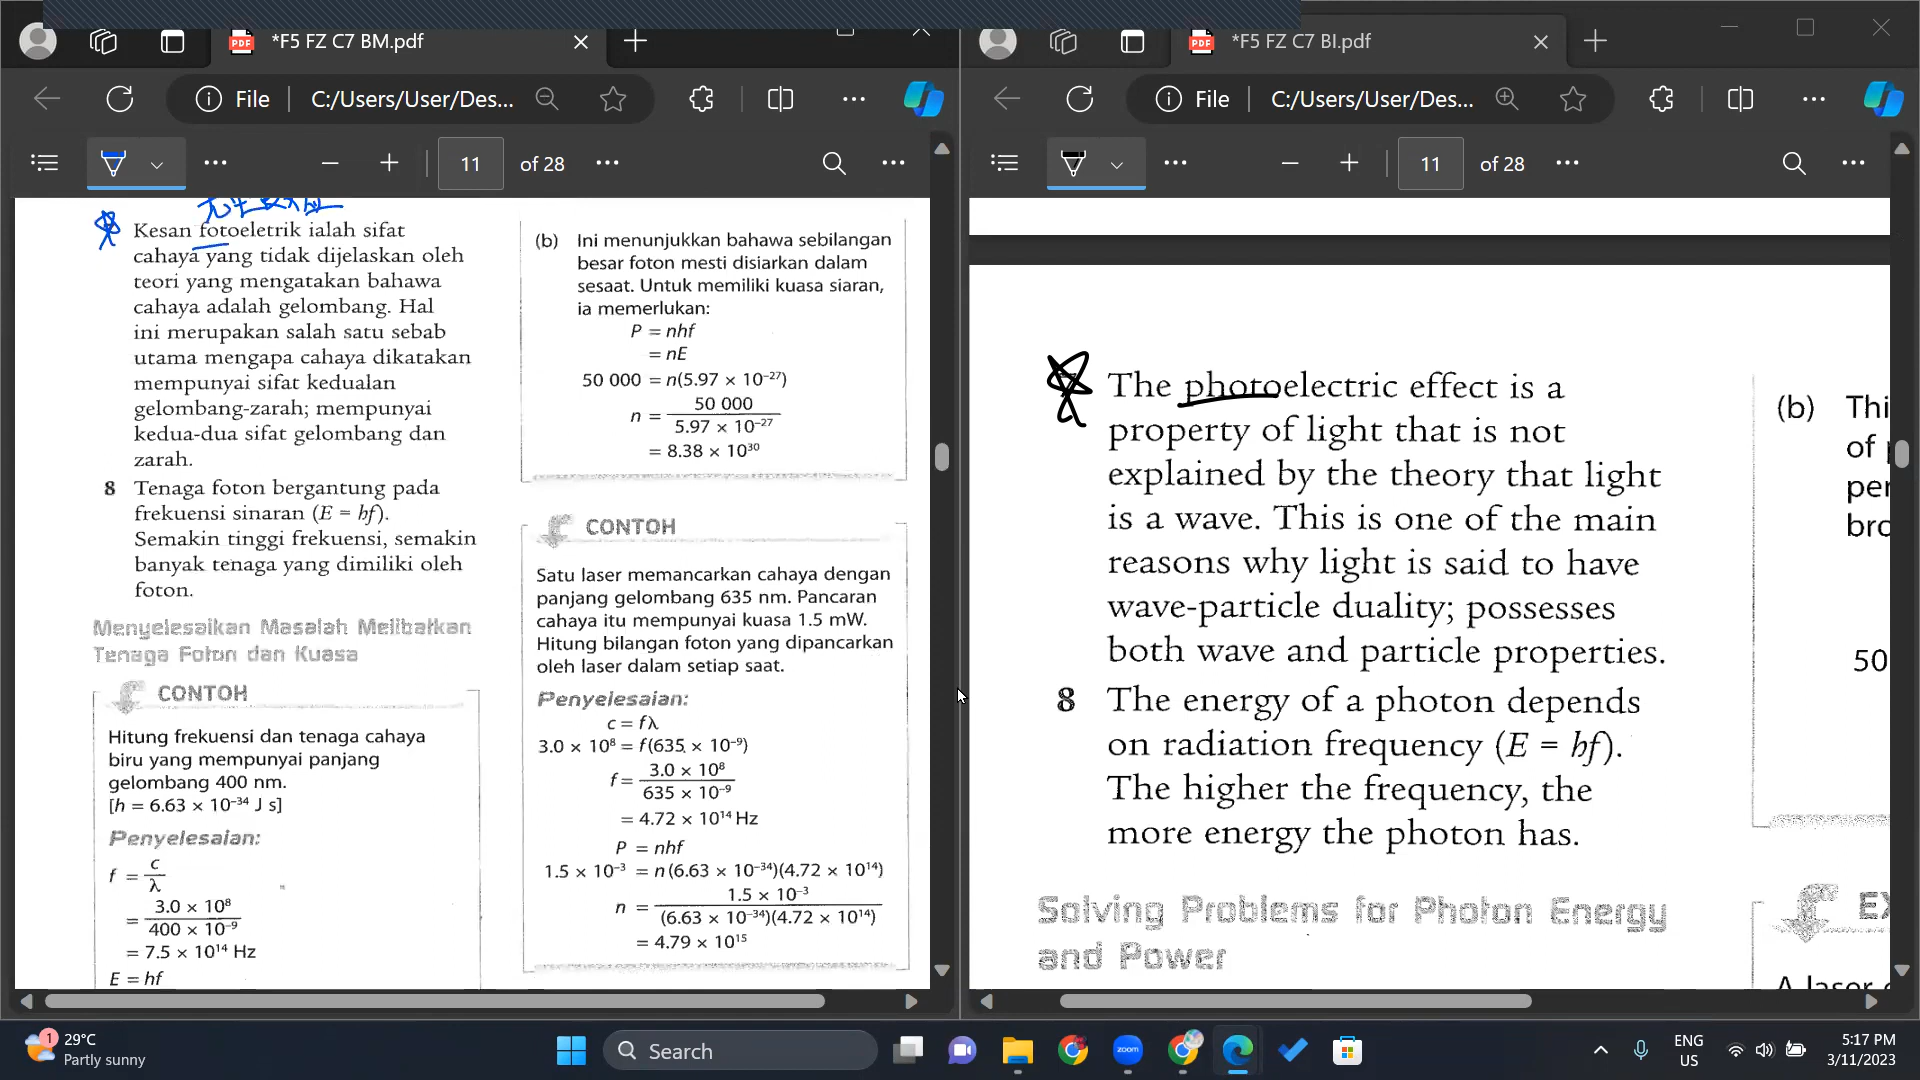 *F5 FZ C7 BM.pdf
File
C:/Users/User/Des...
11
of 28
Kesan fotoeletrik ialah sifat
cahaya yang tidak dijelaskan oleh
teori yang mengatakan bahawa
cahaya adalah gelombang. Hal
ini merupakan salah satu sebab
utama mengapa cahaya dikatakan
mempunyai sifat kedualan
gelombang-zarah; mempunyai
kedua-dua sifat gelombang dan
zarah.
8 Tenaga foton bergantung pada
frekuensi sinaran (E = hf).
Semakin tinggi frekuensi, semakin
banyak tenaga yang dimiliki oleh
foton.
Menyelesaikan Masalah Melibatkan
Tenaga Foton dan Kuasa
CONTOH
Hitung frekuensi dan tenaga cahaya
biru yang mempunyai panjang
gelombang 400 nm.
[h = 6.63 × 10⁻³⁴ J s]
Penyelesaian:
f = c/λ
= 3.0 × 10⁸ / 400 × 10⁻⁹
= 7.5 × 10¹⁴ Hz
E = hf
(b) Ini menunjukkan bahawa sebilangan
besar foton mesti disiarkan dalam
sesaat. Untuk memiliki kuasa siaran,
ia memerlukan:
P = nhf
= nE
50 000 = n(5.97 × 10⁻²⁷)
n = 50 000 / 5.97 × 10⁻²⁷
= 8.38 × 10³⁰
CONTOH
Satu laser memancarkan cahaya dengan
panjang gelombang 635 nm. Pancaran
cahaya itu mempunyai kuasa 1.5 mW.
Hitung bilangan foton yang dipancarkan
oleh laser dalam setiap saat.
Penyelesaian:
c = fλ
3.0 × 10⁸ = f(635 × 10⁻⁹)
f = 3.0 × 10⁸ / 635 × 10⁻⁹
= 4.72 × 10¹⁴ Hz
P = nhf
1.5 × 10⁻³ = n(6.63 × 10⁻³⁴)(4.72 × 10¹⁴)
n = 1.5 × 10⁻³ / (6.63 × 10⁻³⁴)(4.72 × 10¹⁴)
= 4.79 × 10¹⁵
*F5 FZ C7 BI.pdf
File
C:/Users/User/Des...
11
of 28
The photoelectric effect is a
property of light that is not
explained by the theory that light
is a wave. This is one of the main
reasons why light is said to have
wave-particle duality; possesses
both wave and particle properties.
8 The energy of a photon depends
on radiation frequency (E = hf).
The higher the frequency, the
more energy the photon has.
Solving Problems for Photon Energy
and Power
(b) Thi
of
per
bro
50
A laser
1
29°C
Partly sunny
Search
zoom
ENG
US
5:17 PM
3/11/2023